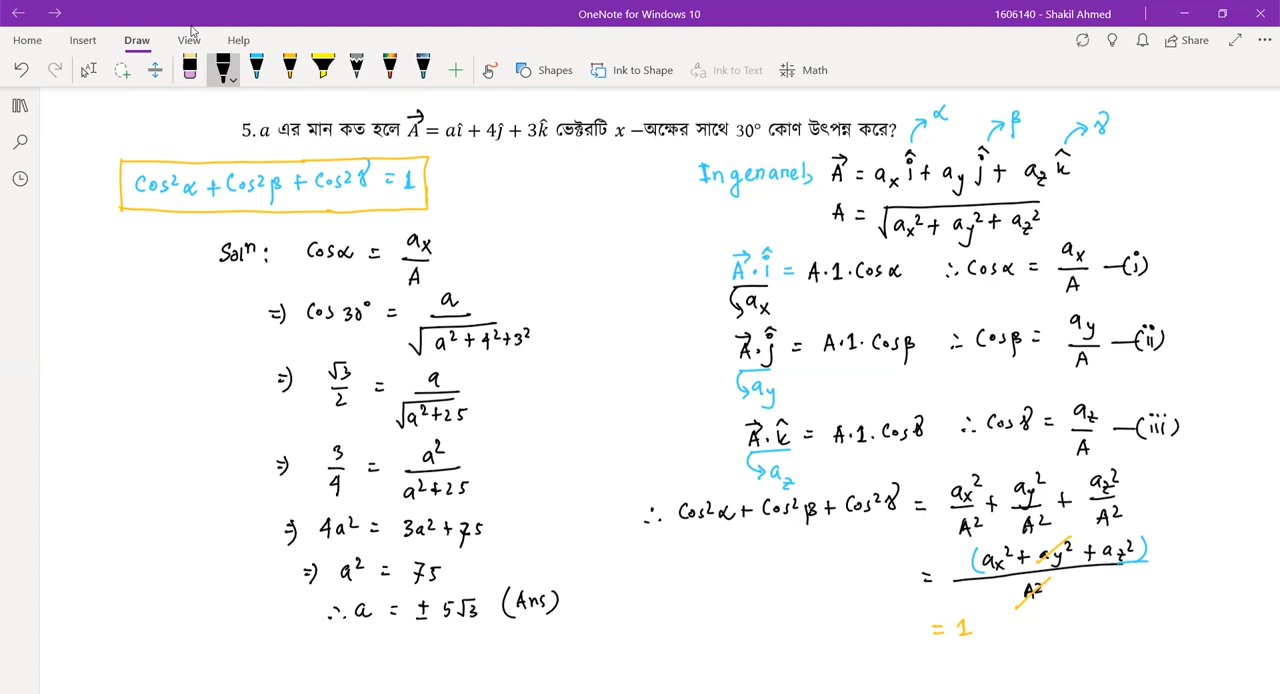 OneNote for Windows 10
1606140 - Shakil Ahmed
Home Insert Draw View Help
Share
Shapes Ink to Shape Ink to Text Math
5. a এর মান কত হলে A⃗ = aî + 4ĵ + 3k̂ ভেক্টরটি x −অক্ষের সাথে 30° কোণ উৎপন্ন করে?
α β γ
Cos²α + Cos²β + Cos²γ = 1
In genarel, A⃗ = aₓ î + a_y ĵ + a_z k̂
A = √(aₓ² + a_y² + a_z²)
Solⁿ : Cosα = aₓ/A
⇒ Cos 30° = a/√(a² + 4² + 3²)
⇒ √3/2 = a/√(a² + 25)
⇒ 3/4 = a²/(a² + 25)
⇒ 4a² = 3a² + 75
⇒ a² = 75
∴ a = ± 5√3 (Ans)
A⃗ · î = A·1·Cosα ∴ Cosα = aₓ/A —(i)
aₓ
A⃗ · ĵ = A·1·Cosβ ∴ Cosβ = a_y/A —(ii)
a_y
A⃗ · k̂ = A·1·Cosγ ∴ Cosγ = a_z/A —(iii)
a_z
∴ Cos²α + Cos²β + Cos²γ = aₓ²/A² + a_y²/A² + a_z²/A²
= (aₓ² + a_y² + a_z²)/A²
= 1